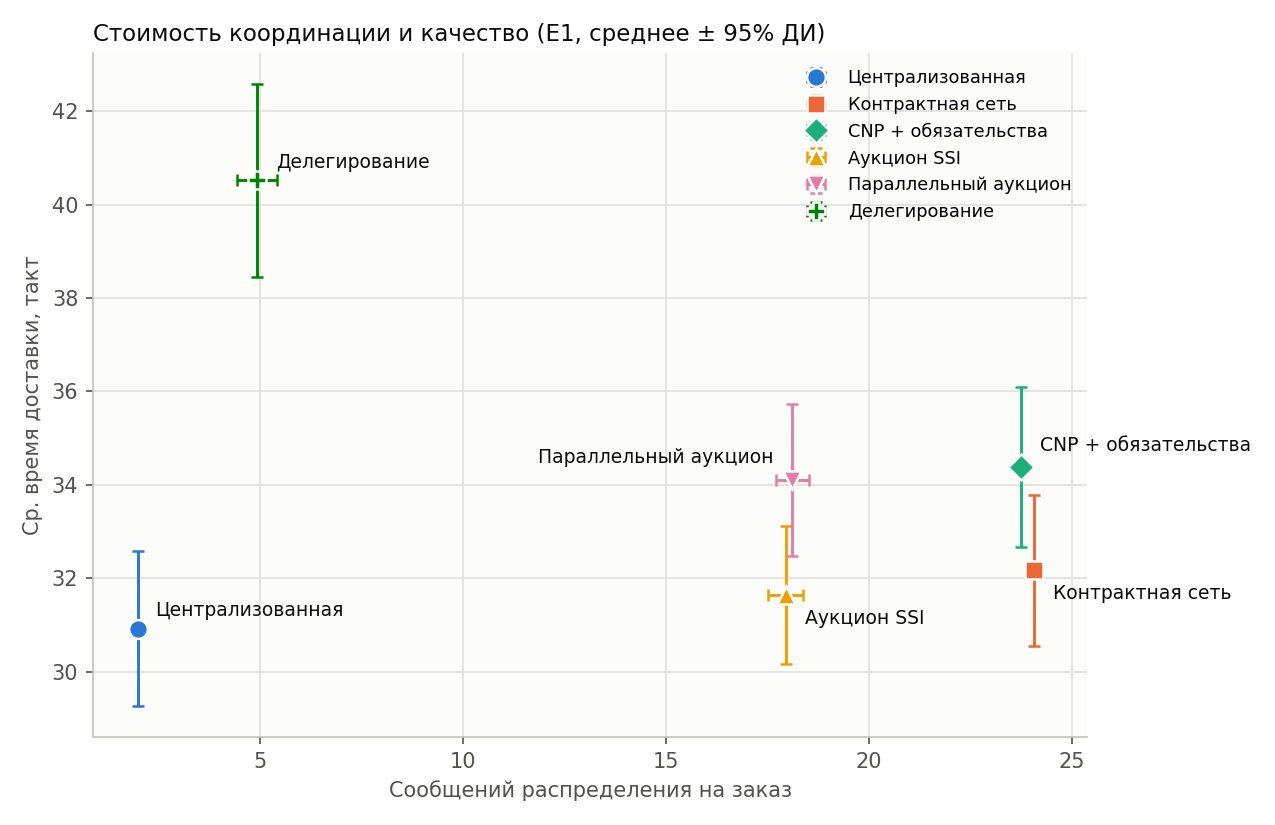 Стоимость координации и качество (E1, среднее ± 95% ДИ)
Централизованная
Контрактная сеть
CNP + обязательства
Аукцион SSI
Параллельный аукцион
Делегирование
Ср. время доставки, такт
42
40
38
36
34
32
30
Делегирование
Параллельный аукцион
CNP + обязательства
Централизованная
Аукцион SSI
Контрактная сеть
5
10
15
20
25
Сообщений распределения на заказ